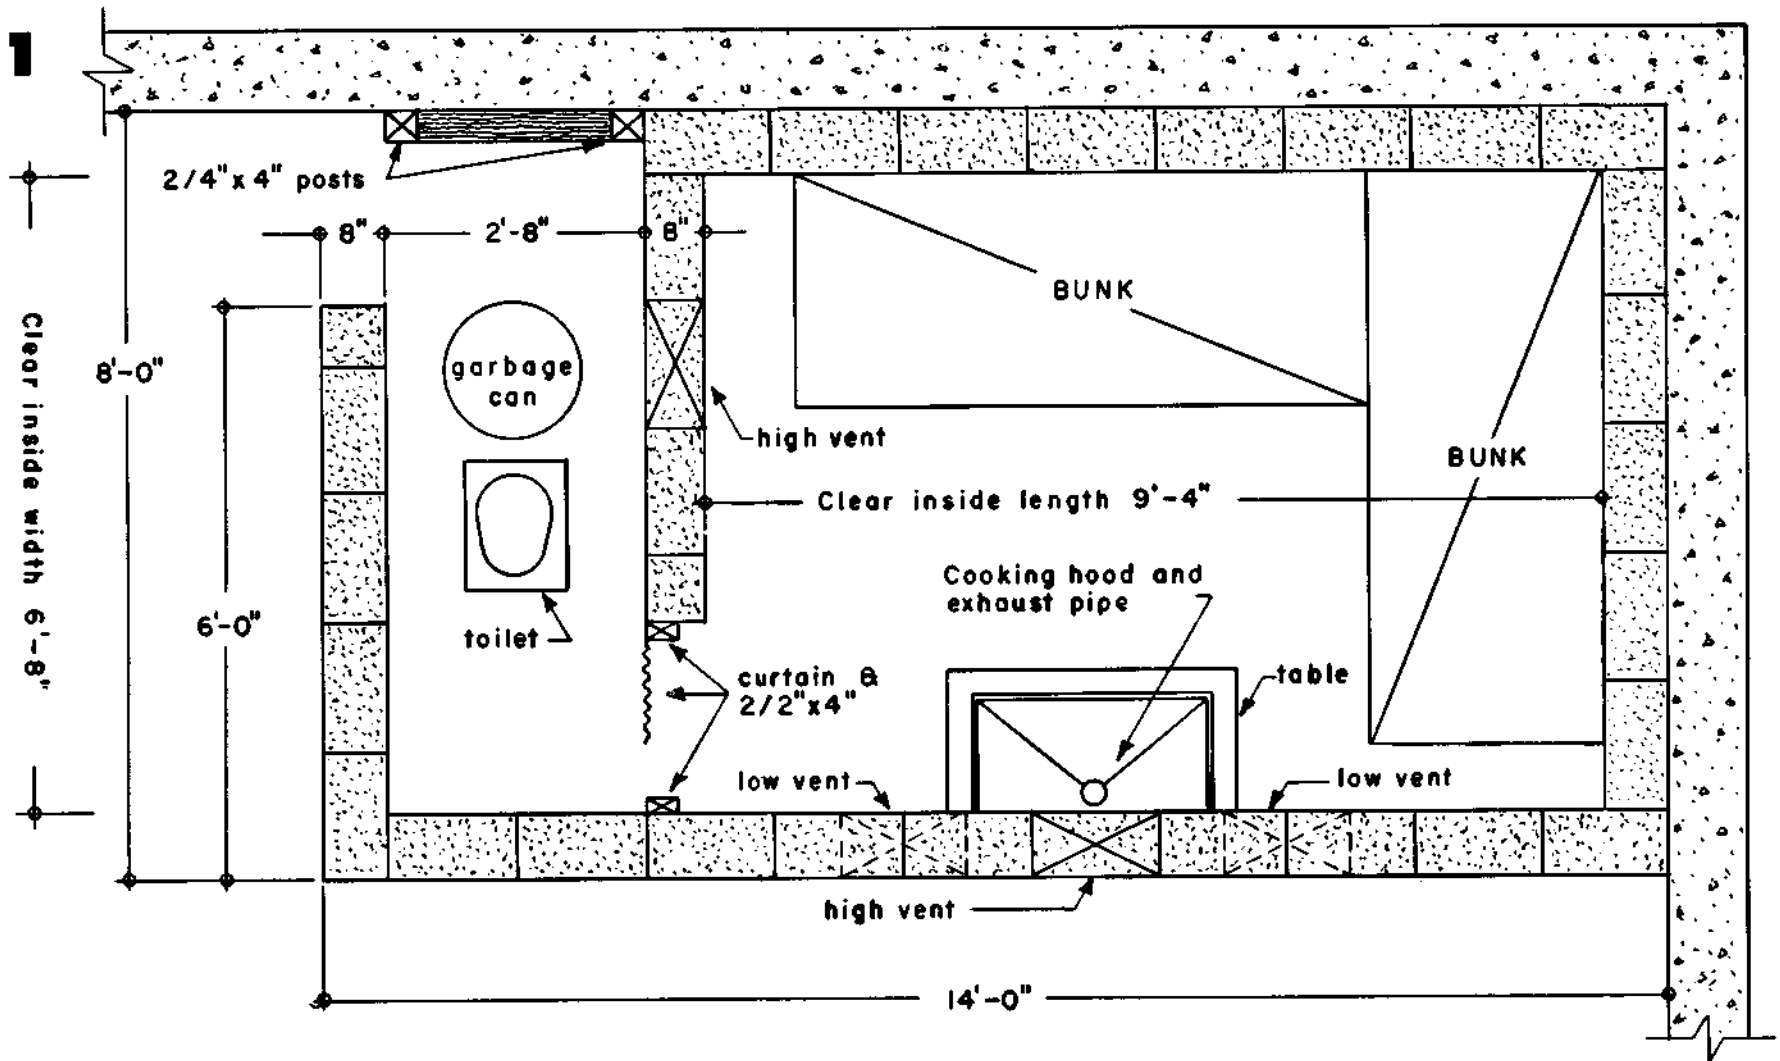 1
2/4"x 4" posts
8"
2'-8"
8"
BUNK
Clear inside width 6'-8"
8'-0"
garbage
can
high vent
BUNK
Clear inside length 9'-4"
Cooking hood and
exhaust pipe
6'-0"
toilet
curtain &
2/2"x4"
table
low vent
low vent
high vent
14'-0"